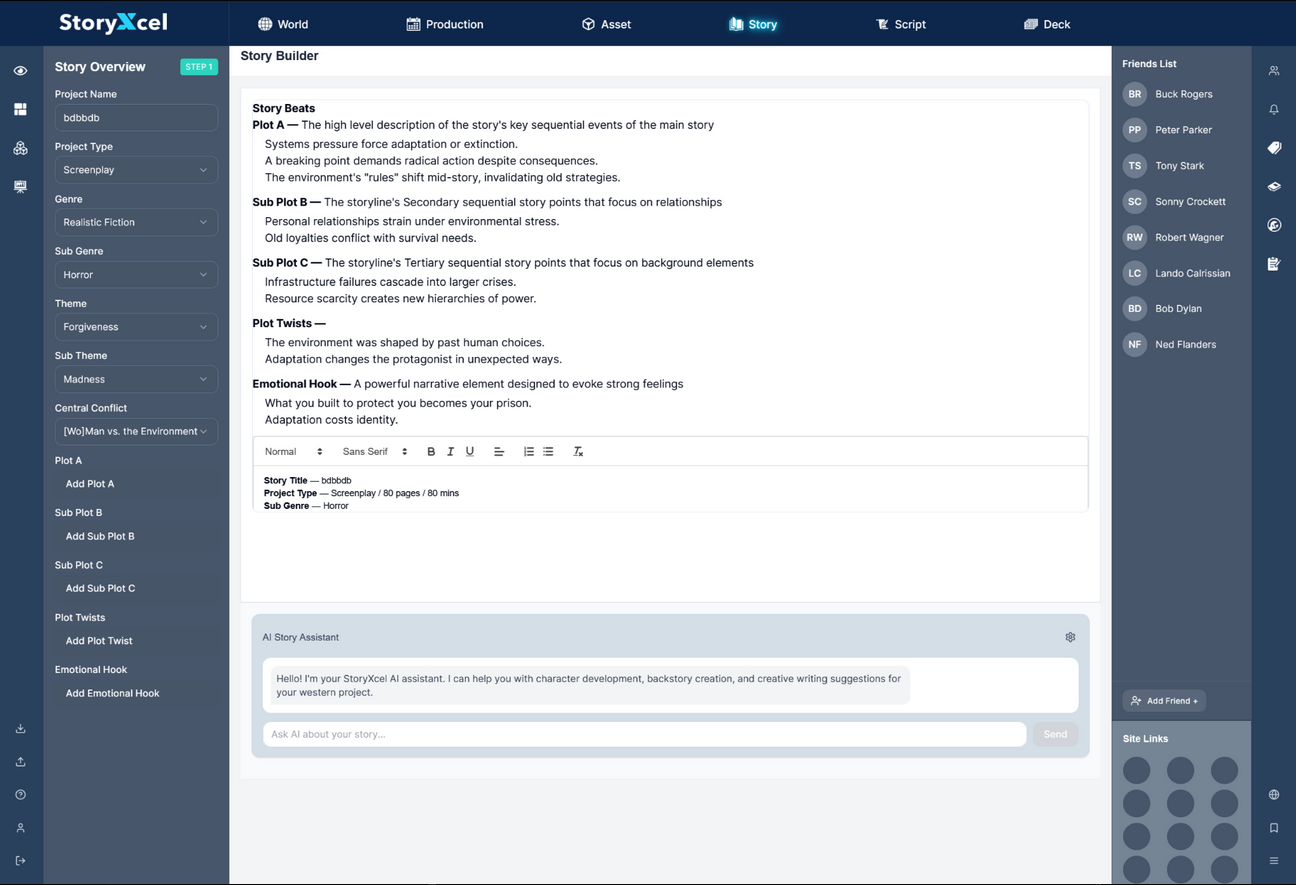 StoryXcel
World
Production
Asset
Story
Script
Deck
Story Overview
STEP 1
Project Name
bdbbdb
Project Type
Screenplay
Genre
Realistic Fiction
Sub Genre
Horror
Theme
Forgiveness
Sub Theme
Madness
Central Conflict
[Wo]Man vs. the Environment
Plot A
Add Plot A
Sub Plot B
Add Sub Plot B
Sub Plot C
Add Sub Plot C
Plot Twists
Add Plot Twist
Emotional Hook
Add Emotional Hook
Story Builder
Story Beats
Plot A — The high level description of the story's key sequential events of the main story
Systems pressure force adaptation or extinction.
A breaking point demands radical action despite consequences.
The environment's "rules" shift mid-story, invalidating old strategies.
Sub Plot B — The storyline's Secondary sequential story points that focus on relationships
Personal relationships strain under environmental stress.
Old loyalties conflict with survival needs.
Sub Plot C — The storyline's Tertiary sequential story points that focus on background elements
Infrastructure failures cascade into larger crises.
Resource scarcity creates new hierarchies of power.
Plot Twists —
The environment was shaped by past human choices.
Adaptation changes the protagonist in unexpected ways.
Emotional Hook — A powerful narrative element designed to evoke strong feelings
What you built to protect you becomes your prison.
Adaptation costs identity.
Normal Sans Serif B I U
Story Title — bdbbdb
Project Type — Screenplay / 80 pages / 80 mins
Sub Genre — Horror
AI Story Assistant
Hello! I'm your StoryXcel AI assistant. I can help you with character development, backstory creation, and creative writing suggestions for
your western project.
Ask AI about your story...
Send
Friends List
BR Buck Rogers
PP Peter Parker
TS Tony Stark
SC Sonny Crockett
RW Robert Wagner
LC Lando Calrissian
BD Bob Dylan
NF Ned Flanders
Add Friend +
Site Links